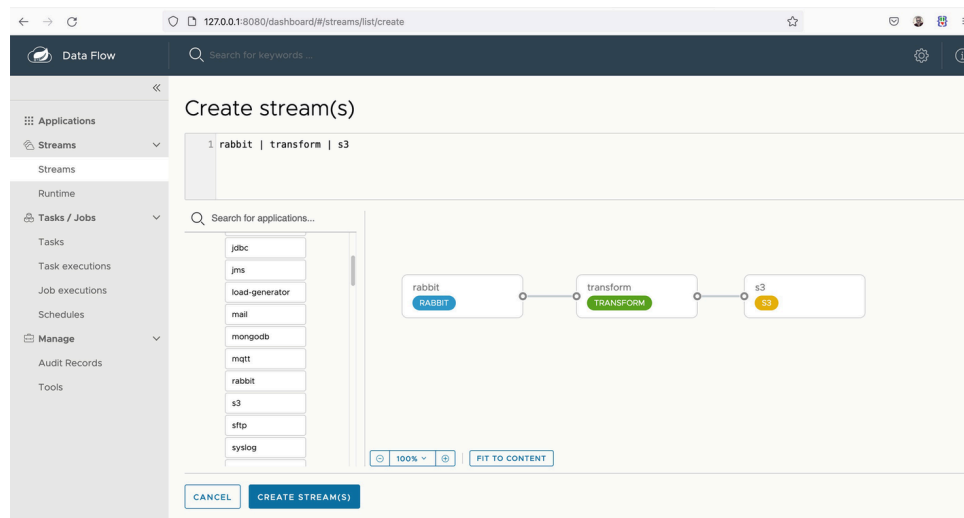 127.0.0.1:8080/dashboard/#/streams/list/create
Data Flow
Search for keywords ...
Applications
Streams
Streams
Runtime
Tasks / Jobs
Tasks
Task executions
Job executions
Schedules
Manage
Audit Records
Tools
Create stream(s)
1 rabbit | transform | s3
Search for applications...
jdbc
jms
load-generator
mail
mongodb
mqtt
rabbit
s3
sftp
syslog
rabbit
RABBIT
transform
TRANSFORM
s3
S3
100%
FIT TO CONTENT
CANCEL
CREATE STREAM(S)